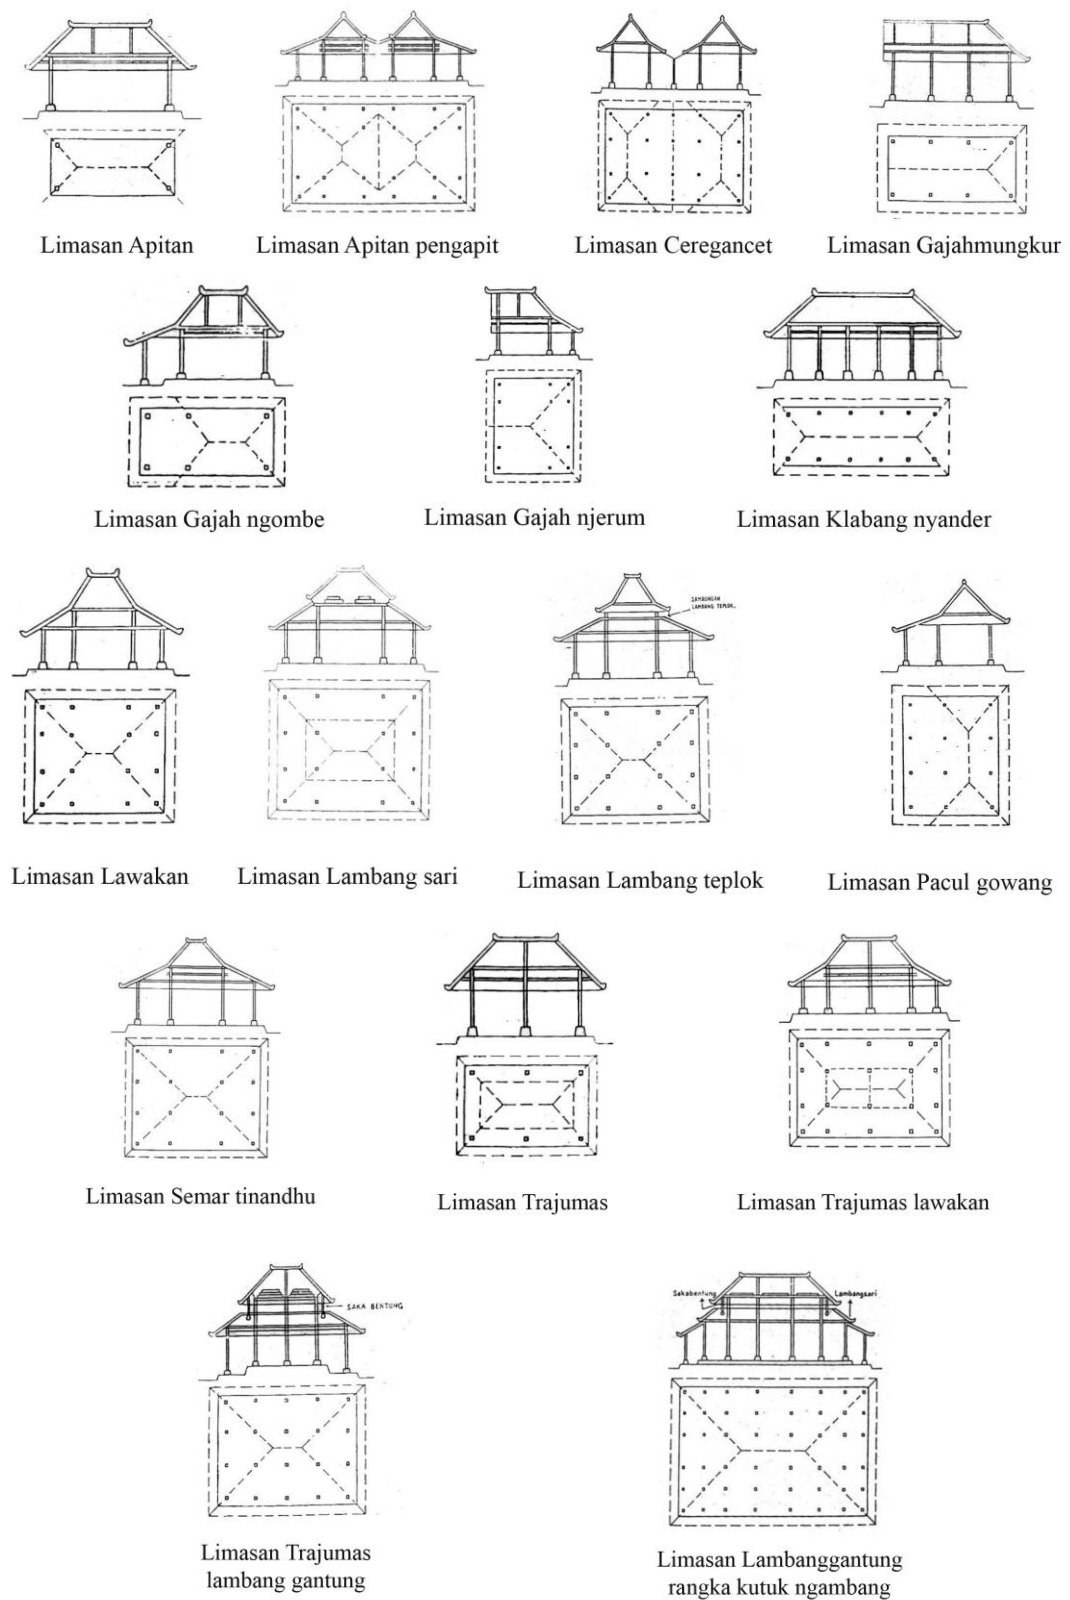 Limasan Apitan
Limasan Apitan pengapit
Limasan Ceregancet
Limasan Gajahmungkur
Limasan Gajah ngombe
Limasan Gajah njerum
Limasan Klabang nyander
SAMBUNGAN
LAMBANG TEPLOK
Limasan Lawakan
Limasan Lambang sari
Limasan Lambang teplok
Limasan Pacul gowang
Limasan Semar tinandhu
Limasan Trajumas
Limasan Trajumas lawakan
SAKA BENTUNG
Sakabentung
Lambangsari
Limasan Trajumas
lambang gantung
Limasan Lambanggantung
rangka kutuk ngambang